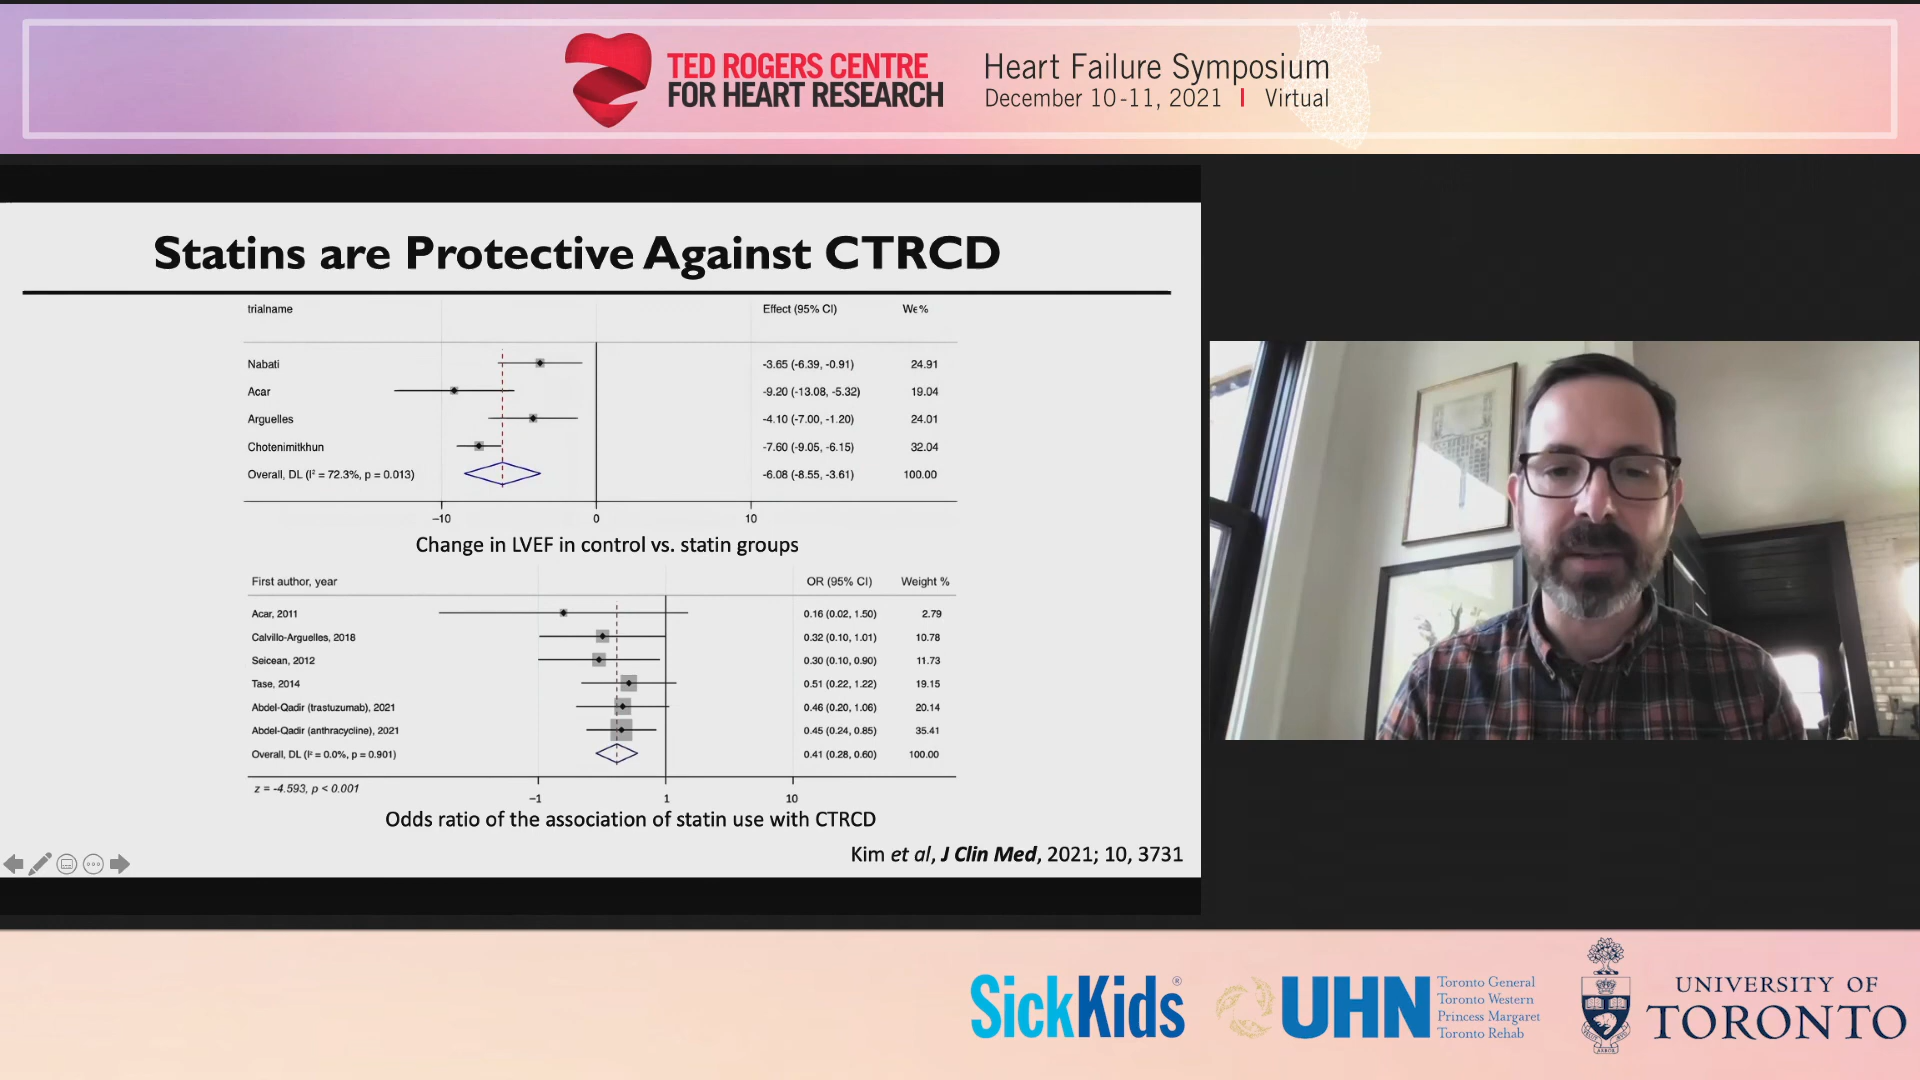 TED ROGERS CENTRE
FOR HEART RESEARCH
Heart Failure Symposium
December 10-11, 2021 | Virtual
Statins are Protective Against CTRCD
trialname Effect (95% CI) We%
Nabati -3.65 (-6.39, -0.91) 24.91
Acar -9.20 (-13.08, -5.32) 19.04
Arguelles -4.10 (-7.00, -1.20) 24.01
Chotenimitkhun -7.60 (-9.05, -6.15) 32.04
Overall, DL (I² = 72.3%, p = 0.013) -6.08 (-8.55, -3.61) 100.00
-10 0 10
Change in LVEF in control vs. statin groups
First author, year OR (95% CI) Weight %
Acar, 2011 0.16 (0.02, 1.50) 2.79
Calvillo-Arguelles, 2018 0.32 (0.10, 1.01) 10.78
Seicean, 2012 0.30 (0.10, 0.90) 11.73
Tase, 2014 0.51 (0.22, 1.22) 19.15
Abdel-Qadir (trastuzumab), 2021 0.46 (0.20, 1.06) 20.14
Abdel-Qadir (anthracycline), 2021 0.45 (0.24, 0.85) 35.41
Overall, DL (I² = 0.0%, p = 0.901) 0.41 (0.28, 0.60) 100.00
z = -4.593, p < 0.001
-1 1 10
Odds ratio of the association of statin use with CTRCD
Kim et al, J Clin Med, 2021; 10, 3731
SickKids®
UHN
Toronto General
Toronto Western
Princess Margaret
Toronto Rehab
UNIVERSITY OF
TORONTO